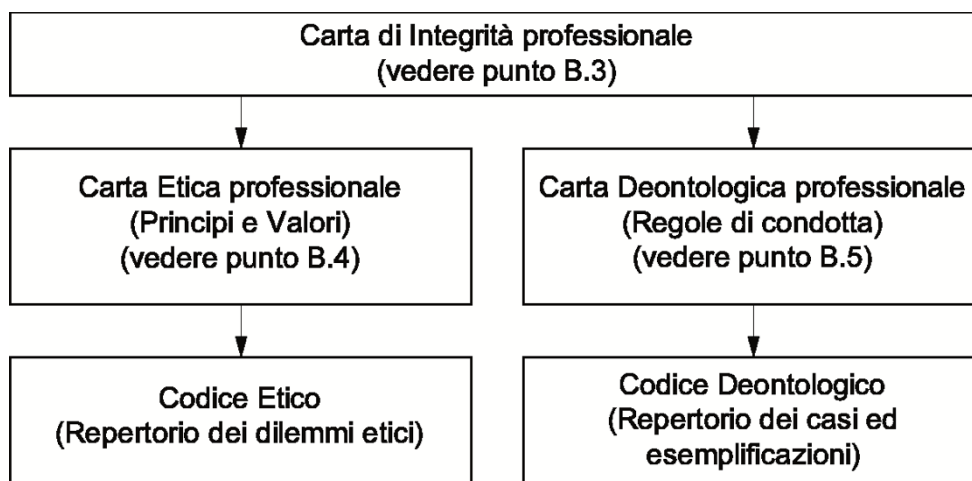 Carta di Integrità professionale
(vedere punto B.3)
Carta Etica professionale
(Principi e Valori)
(vedere punto B.4)
Carta Deontologica professionale
(Regole di condotta)
(vedere punto B.5)
Codice Etico
(Repertorio dei dilemmi etici)
Codice Deontologico
(Repertorio dei casi ed
esemplificazioni)